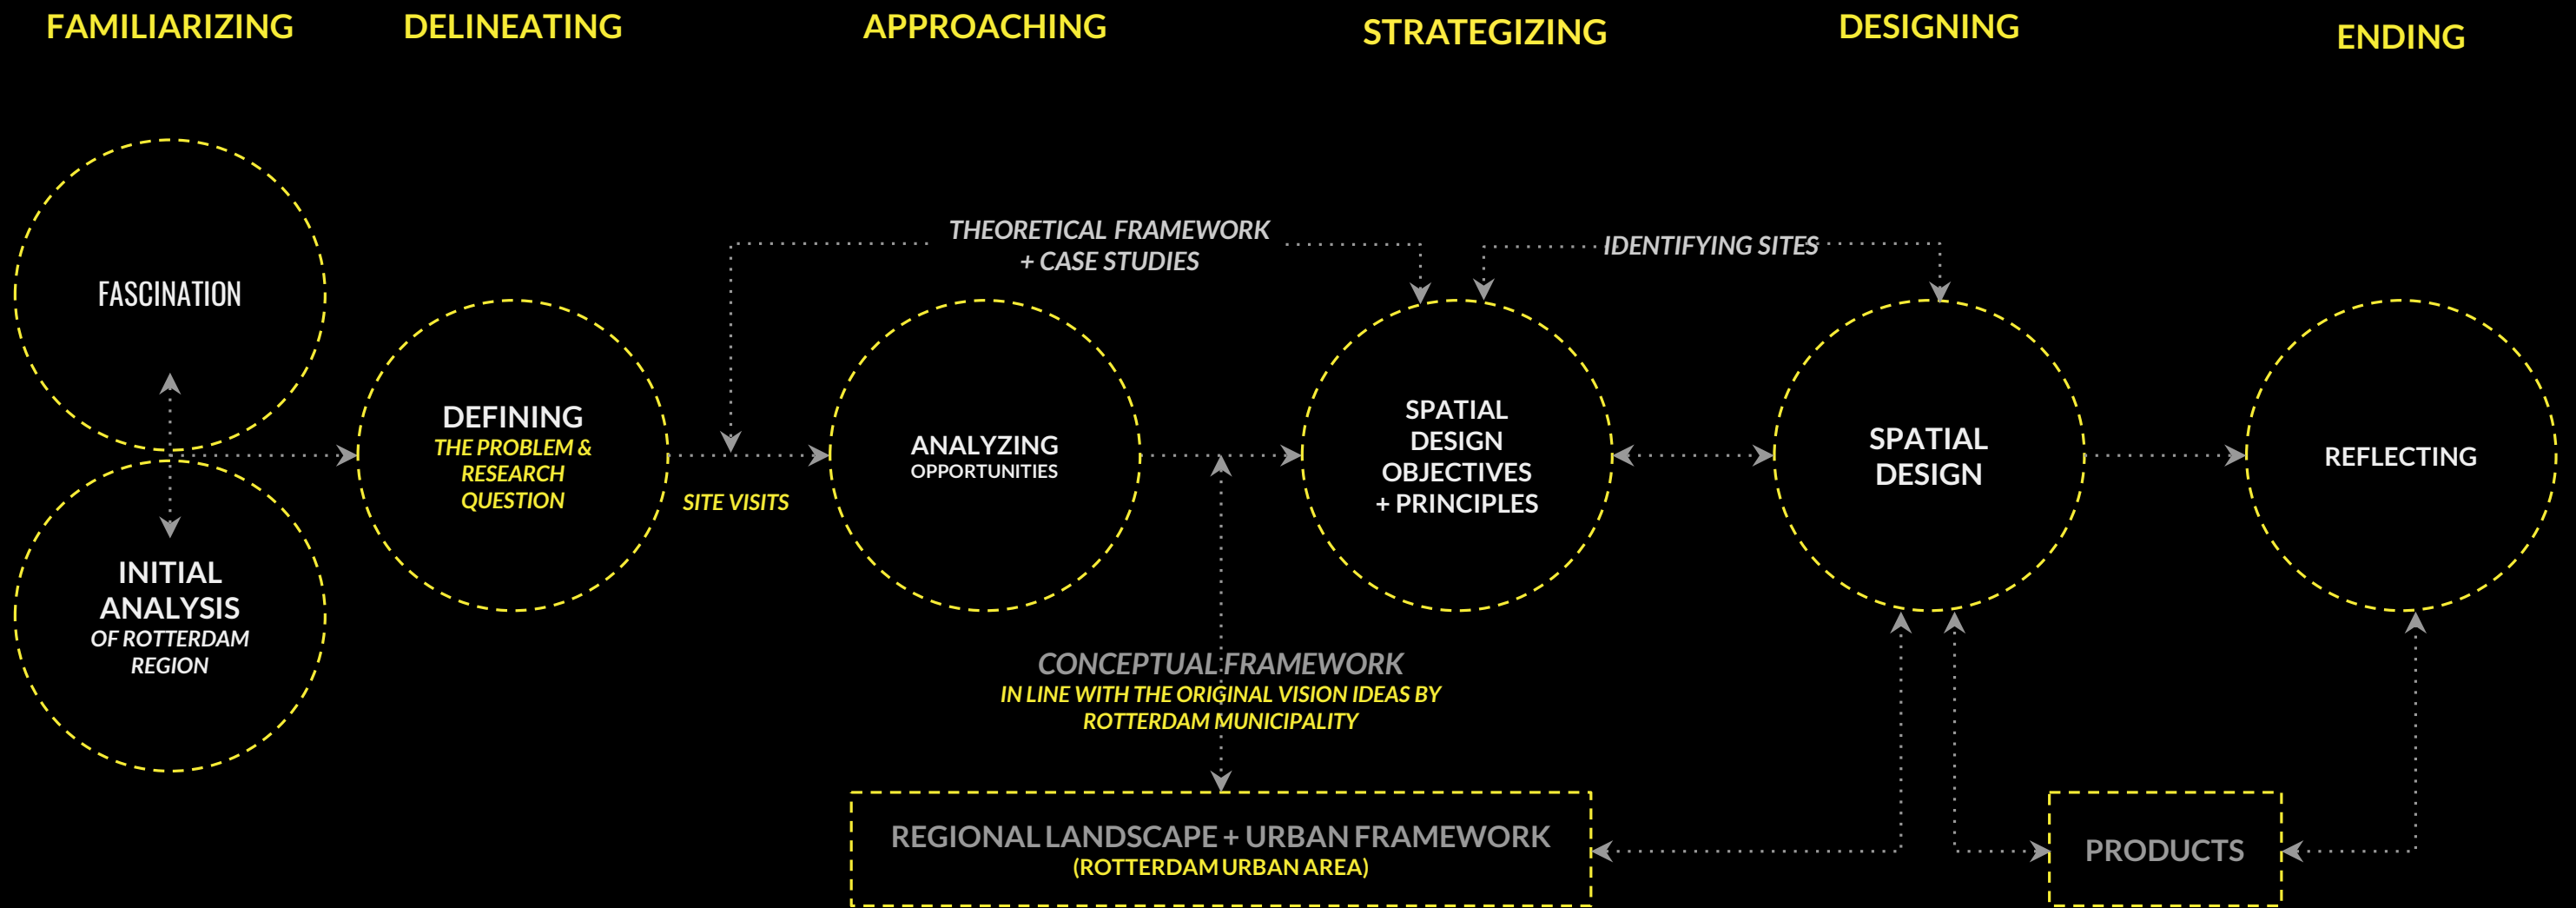 FAMILIARIZING
DELINEATING
APPROACHING
STRATEGIZING
DESIGNING
ENDING
FASCINATION
INITIAL
ANALYSIS
OF ROTTERDAM
REGION
DEFINING
THE PROBLEM &
RESEARCH
QUESTION
SITE VISITS
THEORETICAL FRAMEWORK
+ CASE STUDIES
ANALYZING
OPPORTUNITIES
CONCEPTUAL FRAMEWORK
IN LINE WITH THE ORIGINAL VISION IDEAS BY
ROTTERDAM MUNICIPALITY
REGIONAL LANDSCAPE + URBAN FRAMEWORK
(ROTTERDAM URBAN AREA)
SPATIAL
DESIGN
OBJECTIVES
+ PRINCIPLES
IDENTIFYING SITES
SPATIAL
DESIGN
PRODUCTS
REFLECTING